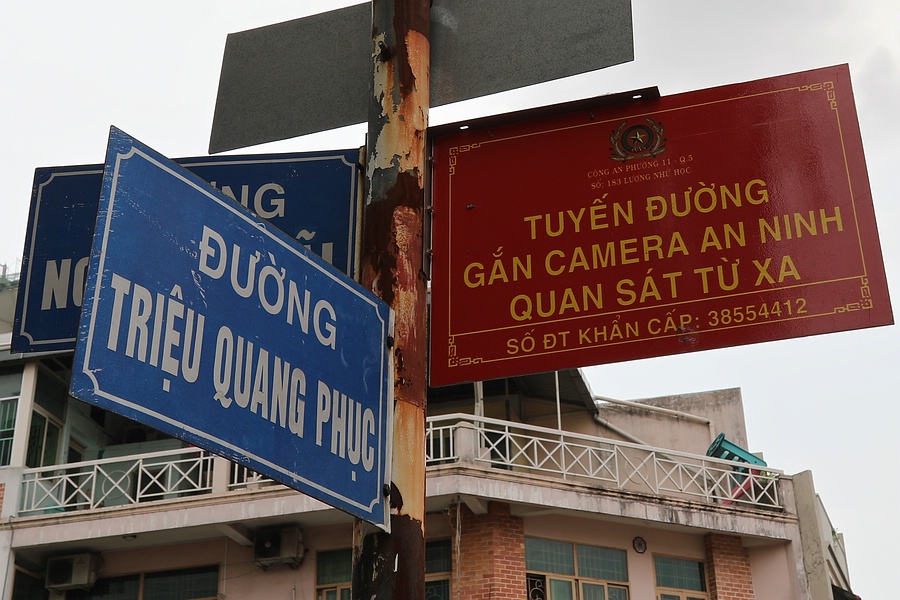 ĐƯỜNG
TRIỆU QUANG PHỤC
CÔNG AN PHƯỜNG 11 - Q.5
SỐ: 183 LƯƠNG NHỮ HỌC
TUYẾN ĐƯỜNG
GẮN CAMERA AN NINH
QUAN SÁT TỪ XA
SỐ ĐT KHẨN CẤP: 38554412